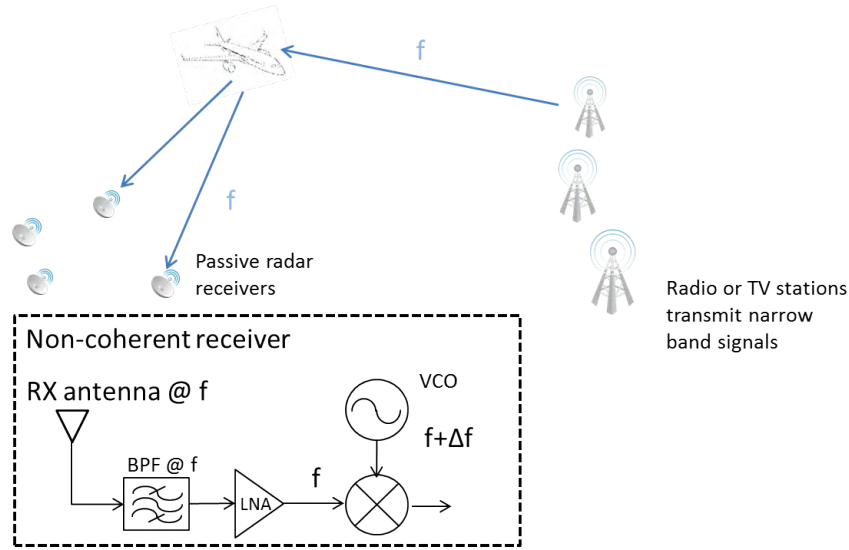 f
f
Passive radar
receivers
Radio or TV stations
transmit narrow
band signals
Non-coherent receiver
RX antenna @ f
VCO
f+Δf
BPF @ f
f
LNA